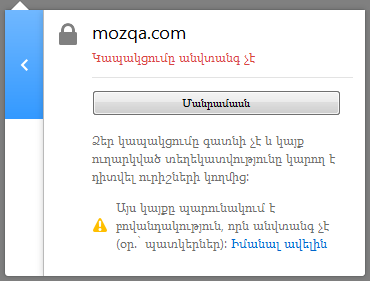 mozqa.com
Կապակցումը անվտանգ չէ
Մանրամասն
Ձեր կապակցումը գատնի չէ և կայք
ուղարկված տեղեկատվությունը կարող է
դիտվել ուրիշների կողմից:
Այս կայքը պարունակում է
բովանդակություն, որն անվտանգ չէ
(օր.՝ պատկերներ): Իմանալ ավելին